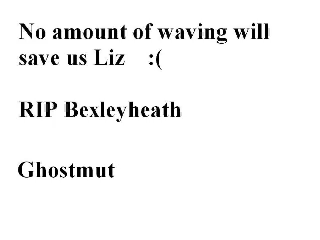 No amount of waving will
save us Liz :(
RIP Bexleyheath
Ghostmut